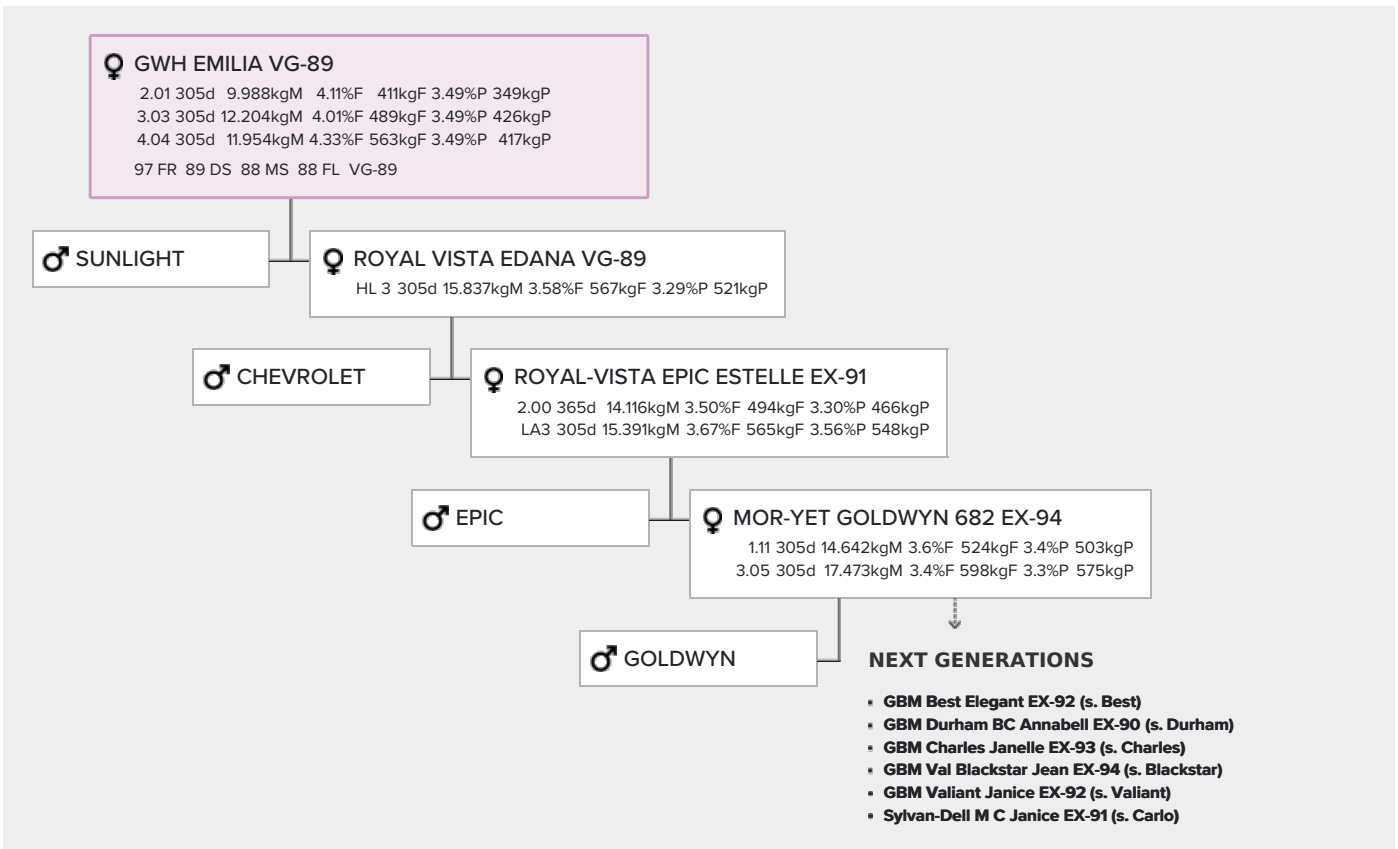 GWH EMILIA VG-89
2.01 305d 9.988kgM 4.11%F 411kgF 3.49%P 349kgP
3.03 305d 12.204kgM 4.01%F 489kgF 3.49%P 426kgP
4.04 305d 11.954kgM 4.33%F 563kgF 3.49%P 417kgP
97 FR 89 DS 88 MS 88 FL VG-89
SUNLIGHT
ROYAL VISTA EDANA VG-89
HL 3 305d 15.837kgM 3.58%F 567kgF 3.29%P 521kgP
CHEVROLET
ROYAL-VISTA EPIC ESTELLE EX-91
2.00 365d 14.116kgM 3.50%F 494kgF 3.30%P 466kgP
LA3 305d 15.391kgM 3.67%F 565kgF 3.56%P 548kgP
EPIC
MOR-YET GOLDWYN 682 EX-94
1.11 305d 14.642kgM 3.6%F 524kgF 3.4%P 503kgP
3.05 305d 17.473kgM 3.4%F 598kgF 3.3%P 575kgP
GOLDWYN
NEXT GENERATIONS
▪ GBM Best Elegant EX-92 (s. Best)
▪ GBM Durham BC Annabell EX-90 (s. Durham)
▪ GBM Charles Janelle EX-93 (s. Charles)
▪ GBM Val Blackstar Jean EX-94 (s. Blackstar)
▪ GBM Valiant Janice EX-92 (s. Valiant)
▪ Sylvan-Dell M C Janice EX-91 (s. Carlo)